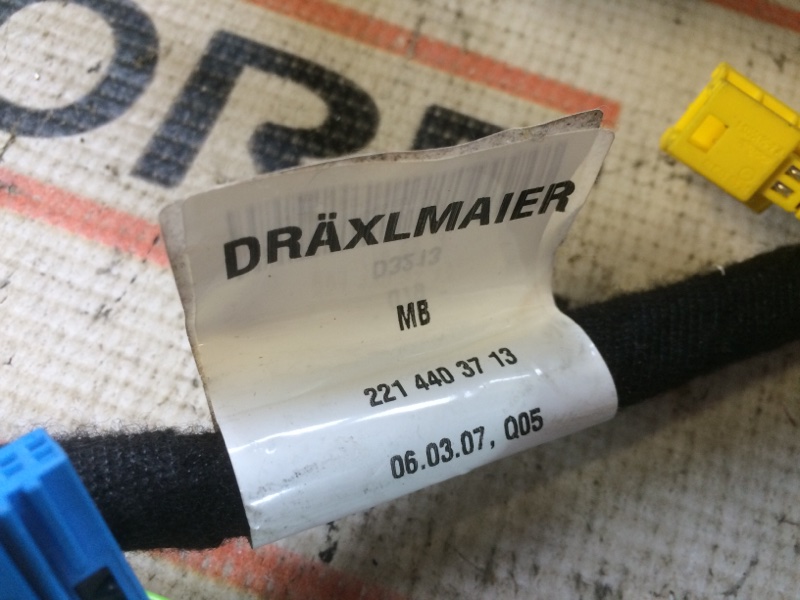 DRÄXLMAIER
MB
221 440 37 13
06.03.07, Q05